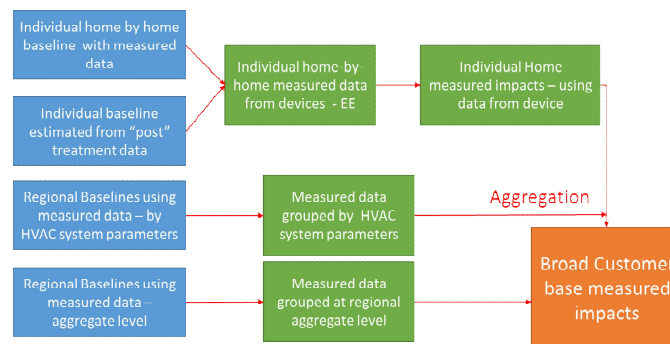 Individual home by home
baseline with measured
data
Individual home-by-
home measured data
from devices - EE
Individual Home
measured impacts – using
data from device
Individual baseline
estimated from “post”
treatment data
Regional Baselines using
measured data – by
HVAC system parameters
Measured data
grouped by HVAC
system parameters
Aggregation
Broad Customer
base measured
impacts
Regional Baselines using
measured data –
aggregate level
Measured data
grouped at regional
aggregate level